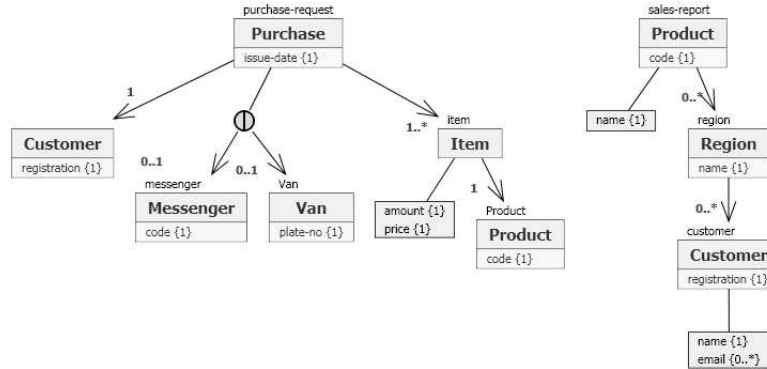 purchase-request
Purchase
issue-date {1}
1
Customer
registration {1}
0..1
messenger
Messenger
code {1}
0..1
Van
Van
plate-no {1}
1..*
item
Item
amount {1}
price {1}
1
Product
Product
code {1}
sales-report
Product
code {1}
name {1}
0..*
region
Region
name {1}
0..*
customer
Customer
registration {1}
name {1}
email {0..*}